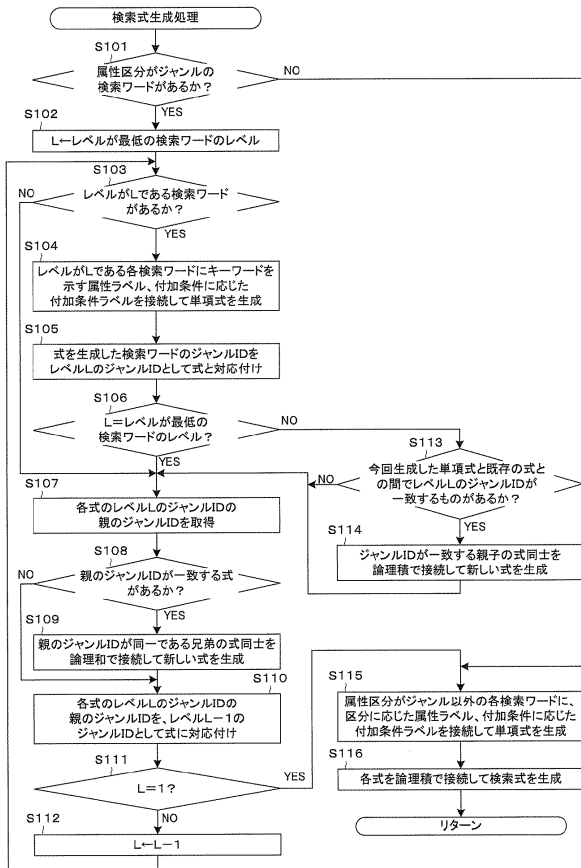 検索式生成処理
S101
属性区分がジャンルの
検索ワードがあるか?
NO
YES
S102
L←レベルが最低の検索ワードのレベル
S103
レベルがLである検索ワード
があるか?
NO
YES
S104
レベルがLである各検索ワードにキーワードを
示す属性ラベル、付加条件に応じた
付加条件ラベルを接続して単項式を生成
S105
式を生成した検索ワードのジャンルIDを
レベルLのジャンルIDとして式と対応付け
S106
L=レベルが最低の
検索ワードのレベル?
NO
YES
S113
今回生成した単項式と既存の式と
の間でレベルLのジャンルIDが
一致するものがあるか?
NO
YES
S114
ジャンルIDが一致する親子の式同士を
論理積で接続して新しい式を生成
S107
各式のレベルLのジャンルIDの
親のジャンルIDを取得
S108
親のジャンルIDが一致する式
があるか?
NO
YES
S109
親のジャンルIDが同一である兄弟の式同士を
論理和で接続して新しい式を生成
S110
各式のレベルLのジャンルIDの
親のジャンルIDを、レベルL-1の
ジャンルIDとして式に対応付け
S111
L=1?
YES
NO
S112
L←L-1
S115
属性区分がジャンル以外の各検索ワードに、
区分に応じた属性ラベル、付加条件に応じた
付加条件ラベルを接続して単項式を生成
S116
各式を論理積で接続して検索式を生成
リターン